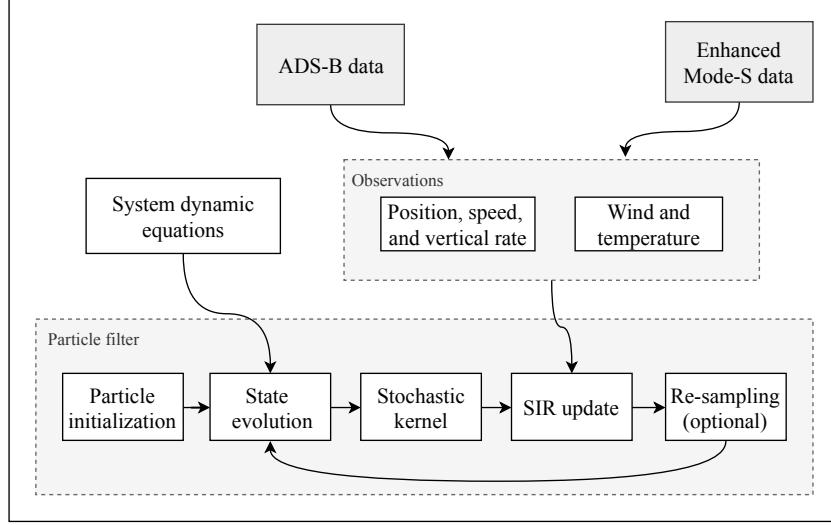 ADS-B data
Enhanced
Mode-S data
Observations
Position, speed,
and vertical rate
Wind and
temperature
System dynamic
equations
Particle filter
Particle
initialization
State
evolution
Stochastic
kernel
SIR update
Re-sampling
(optional)